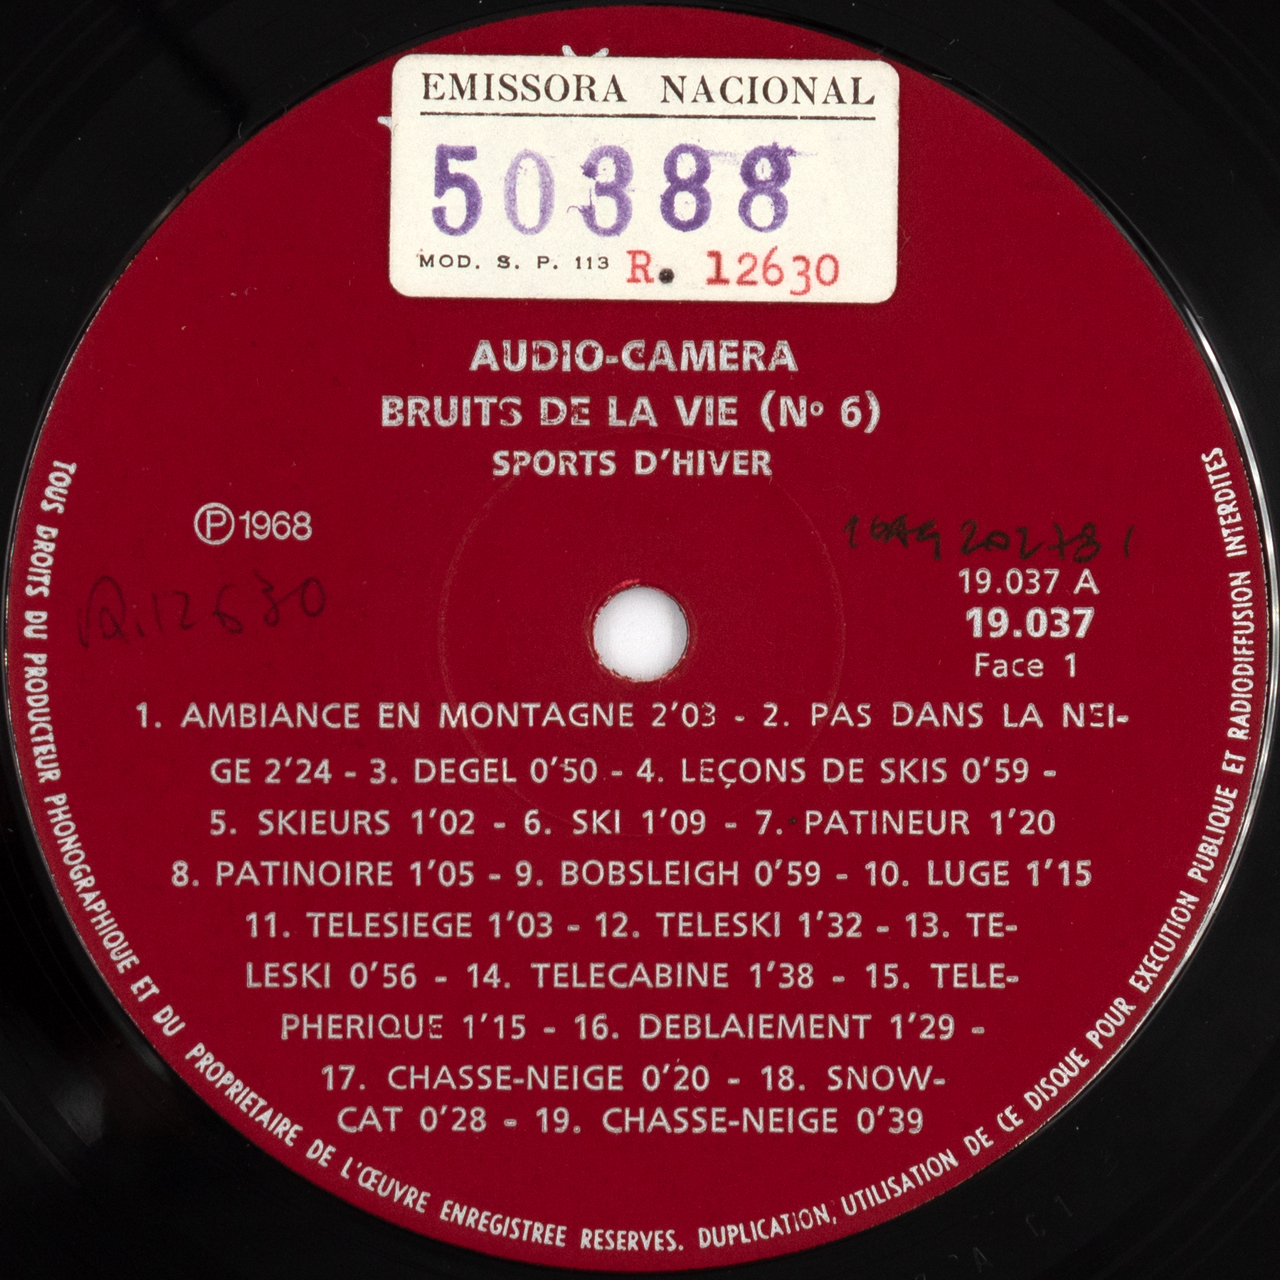 EMISSORA NACIONAL
50388
MOD. S. P. 113 R. 12630
AUDIO-CAMERA
BRUITS DE LA VIE (Nº 6)
SPORTS D'HIVER
℗1968
R.12630
19.037 A
19.037
Face 1
1. AMBIANCE EN MONTAGNE 2'03 - 2. PAS DANS LA NEI-
GE 2'24 - 3. DEGEL 0'50 - 4. LEÇONS DE SKIS 0'59 -
5. SKIEURS 1'02 - 6. SKI 1'09 - 7. PATINEUR 1'20
8. PATINOIRE 1'05 - 9. BOBSLEIGH 0'59 - 10. LUGE 1'15
11. TELESIEGE 1'03 - 12. TELESKI 1'32 - 13. TE-
LESKI 0'56 - 14. TELECABINE 1'38 - 15. TELE-
PHERIQUE 1'15 - 16. DEBLAIEMENT 1'29 -
17. CHASSE-NEIGE 0'20 - 18. SNOW-
CAT 0'28 - 19. CHASSE-NEIGE 0'39
TOUS DROITS DU PRODUCTEUR PHONOGRAPHIQUE ET DU PROPRIETAIRE DE L'ŒUVRE ENREGISTREE RESERVES. DUPLICATION, UTILISATION DE CE DISQUE POUR EXECUTION PUBLIQUE ET RADIODIFFUSION INTERDITES